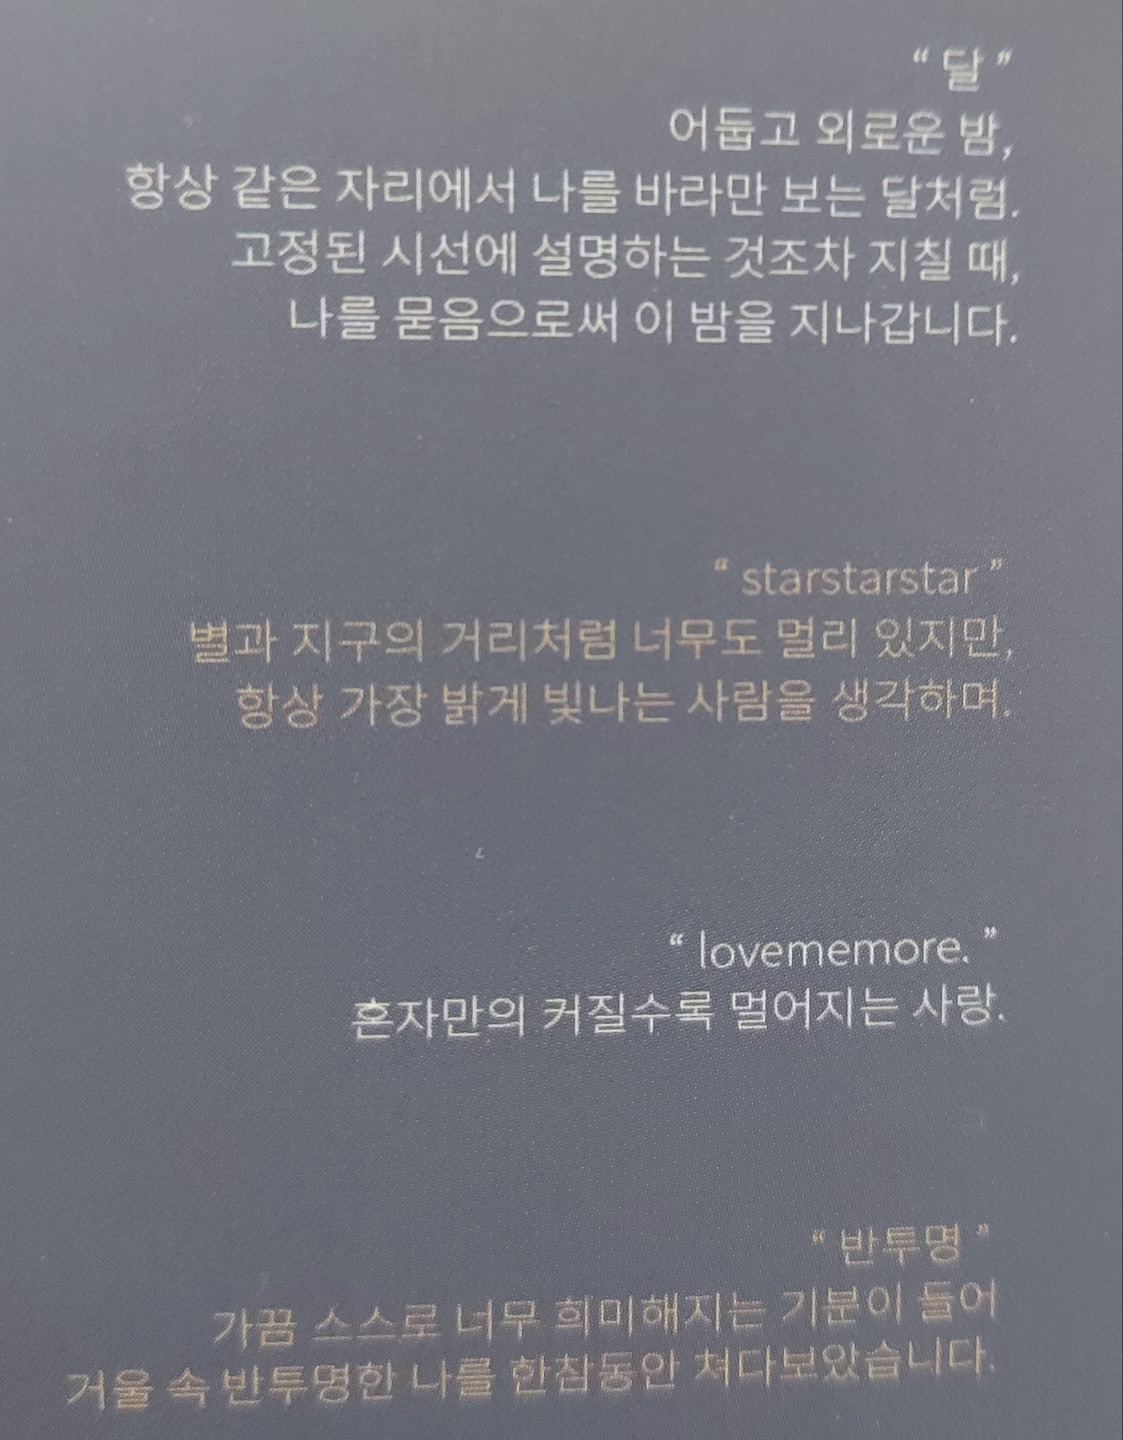 “ 달 ”
어둡고 외로운 밤,
항상 같은 자리에서 나를 바라만 보는 달처럼.
고정된 시선에 설명하는 것조차 지칠 때,
나를 묻음으로써 이 밤을 지나갑니다.
“ starstarstar ”
별과 지구의 거리처럼 너무도 멀리 있지만,
항상 가장 밝게 빛나는 사람을 생각하며.
“ lovememore. ”
혼자만의 커질수록 멀어지는 사랑.
“ 반투명 ”
가끔 스스로 너무 희미해지는 기분이 들어
거울 속 반투명한 나를 한참동안 쳐다보았습니다.